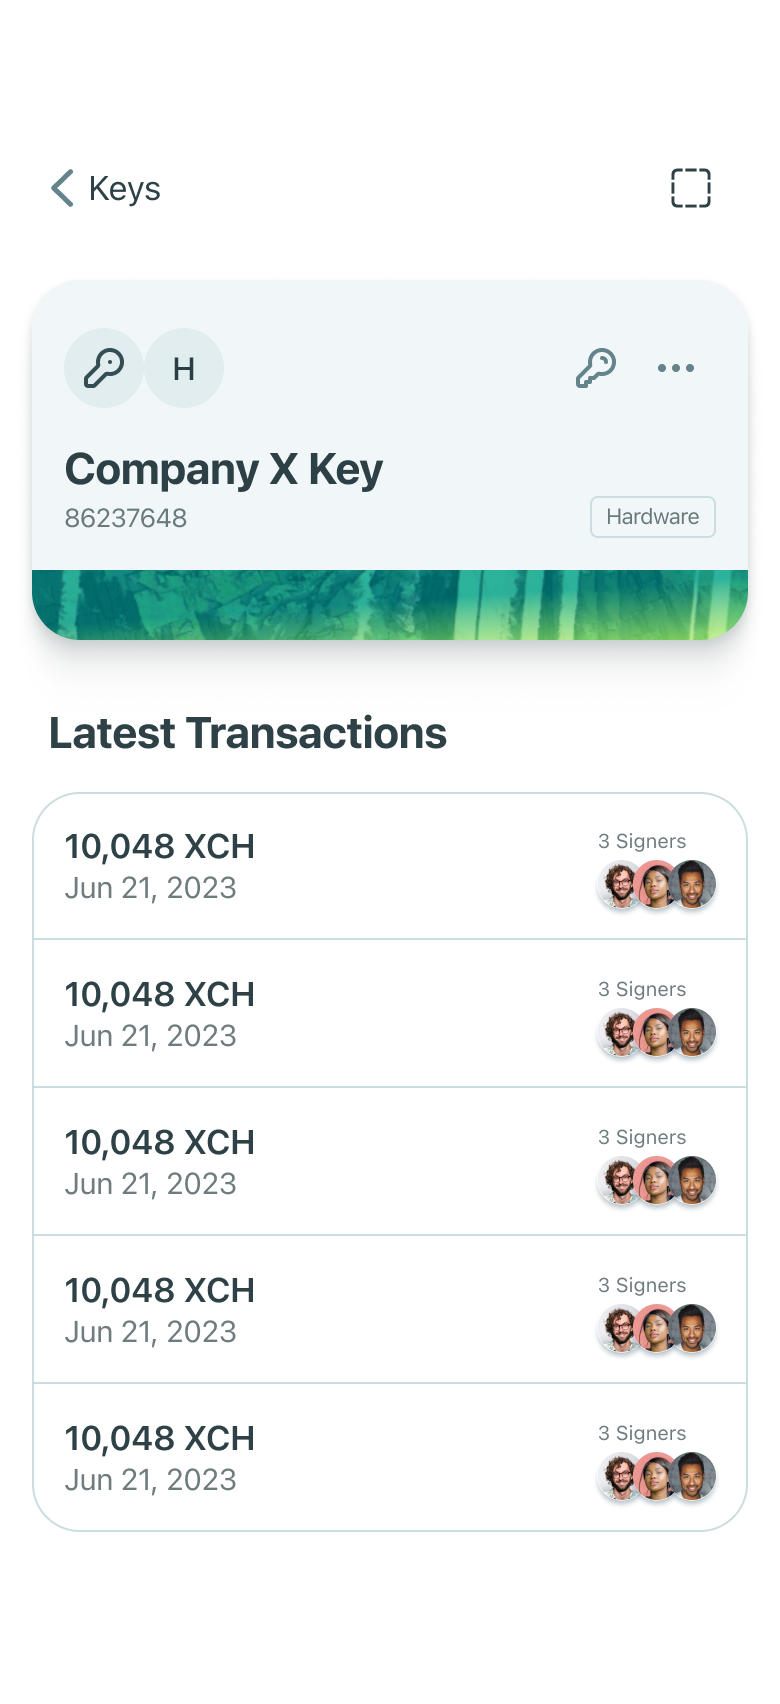 Keys
H
Company X Key
86237648
Hardware
Latest Transactions
10,048 XCH
3 Signers
Jun 21, 2023
10,048 XCH
3 Signers
Jun 21, 2023
10,048 XCH
3 Signers
Jun 21, 2023
10,048 XCH
3 Signers
Jun 21, 2023
10,048 XCH
3 Signers
Jun 21, 2023